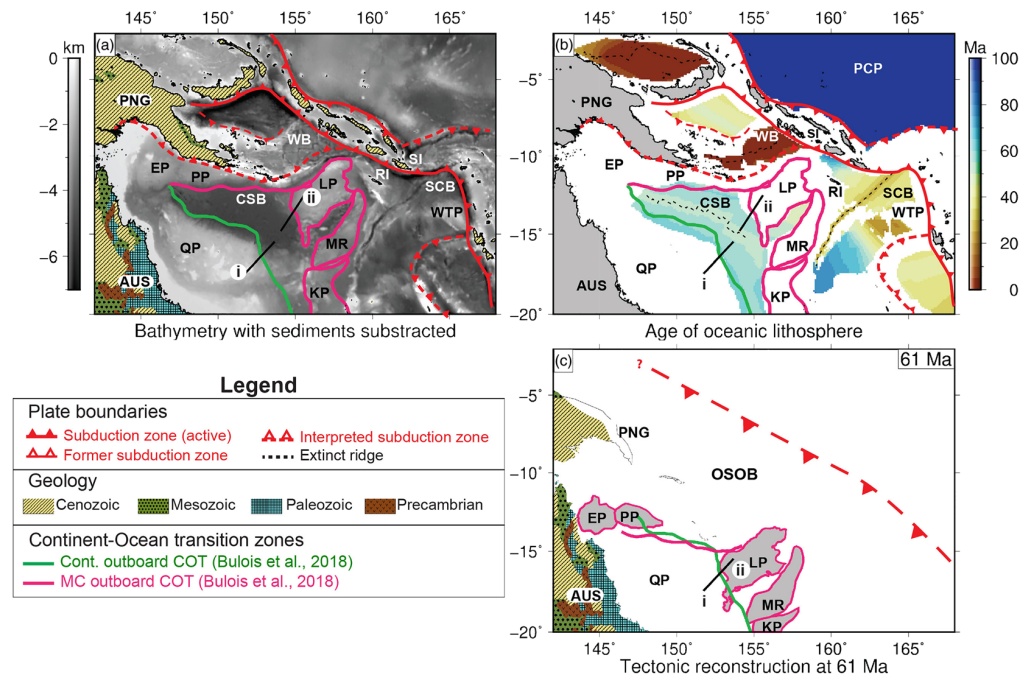 145° 150° 155° 160° 165°
km
(a)
0
−2
−4
−6
PNG
WB
SI
EP
PP
RI
LP
SCB
ii
CSB
WTP
QP
MR
i
AUS
KP
Bathymetry with sediments substracted
145° 150° 155° 160° 165°
(b)
Ma
100
80
60
40
20
0
−5°
−10°
−15°
−20°
PCP
PNG
WB
SI
EP
PP
LP
RI
CSB
SCB
ii
WTP
MR
QP
i
AUS
KP
Age of oceanic lithosphere
(c)
61 Ma
−5°
−10°
−15°
−20°
?
PNG
OSOB
EP
PP
LP
ii
QP
i
AUS
MR
KP
145° 150° 155° 160° 165°
Tectonic reconstruction at 61 Ma
Legend
Plate boundaries
Subduction zone (active)
Interpreted subduction zone
Former subduction zone
Extinct ridge
Geology
Cenozoic
Mesozoic
Paleozoic
Precambrian
Continent-Ocean transition zones
Cont. outboard COT (Bulois et al., 2018)
MC outboard COT (Bulois et al., 2018)